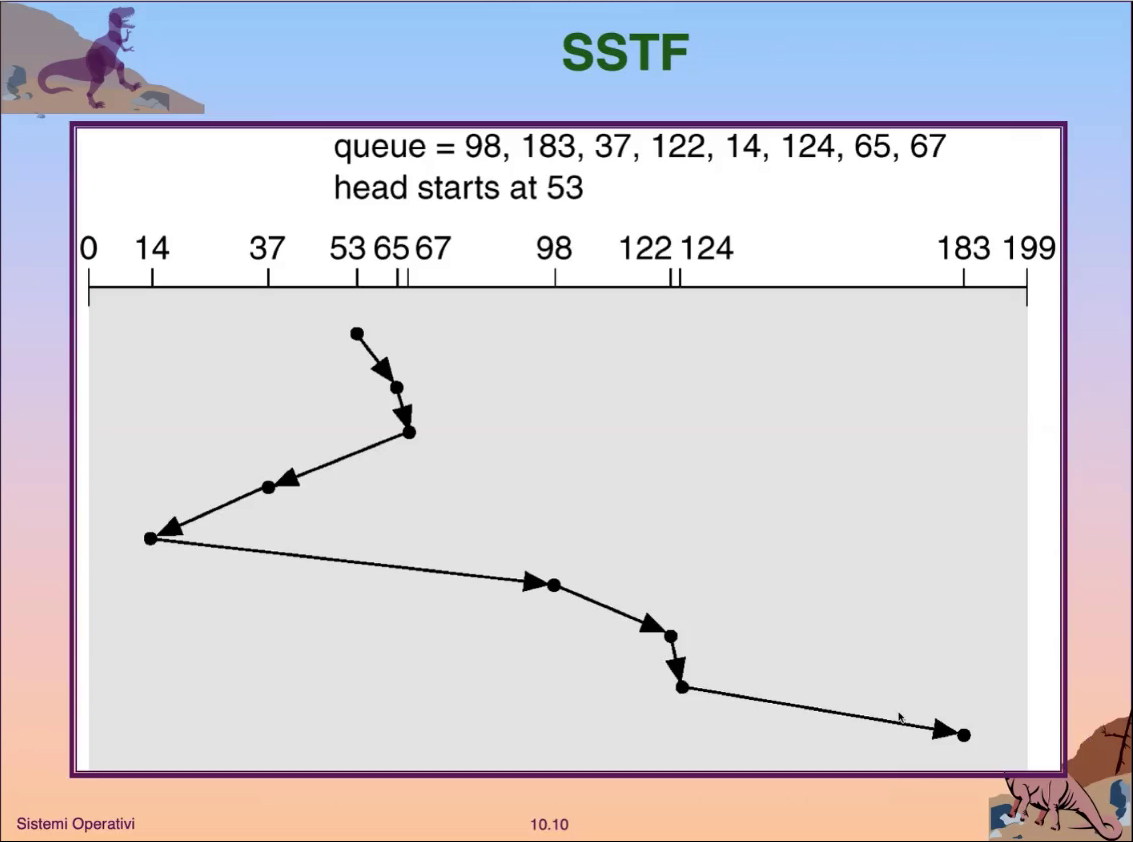 SSTF
queue = 98, 183, 37, 122, 14, 124, 65, 67
head starts at 53
0 14 37 53 65 67 98 122 124 183 199
Sistemi Operativi 10.10